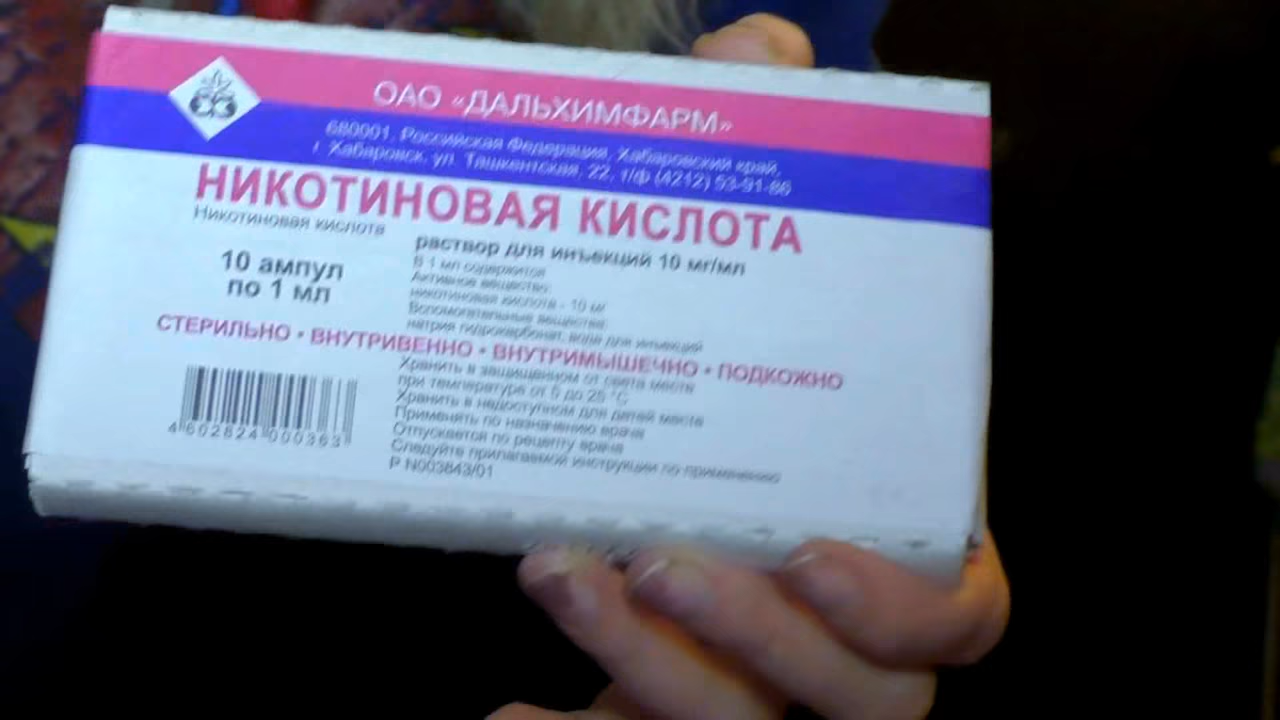 ОАО «ДАЛЬХИМФАРМ»
680001, Российская Федерация, Хабаровский край,
г. Хабаровск, ул. Ташкентская, 22, т/ф (4212) 53-91-86
НИКОТИНОВАЯ КИСЛОТА
Никотиновая кислота
10 ампул
по 1 мл
раствор для инъекций 10 мг/мл
В 1 мл содержится
Активное вещество:
никотиновая кислота - 10 мг
Вспомогательные вещества:
натрия гидрокарбонат, вода для инъекций
СТЕРИЛЬНО • ВНУТРИВЕННО • ВНУТРИМЫШЕЧНО • ПОДКОЖНО
Хранить в защищенном от света месте
при температуре от 5 до 25 °С
Хранить в недоступном для детей месте
Применять по назначению врача
Отпускается по рецепту врача
Следуйте прилагаемой инструкции по применению
Р N003843/01
4 602824 000363